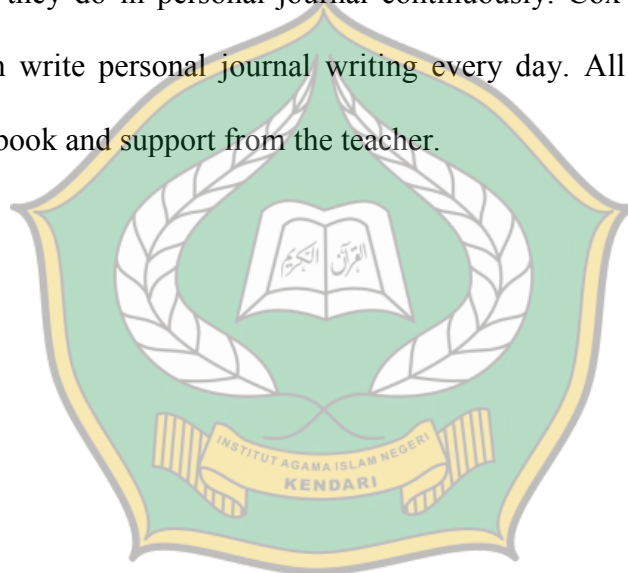 they do in personal journal continuously. Cox
write personal journal writing every day. All
book and support from the teacher.
القرآن الكريم
INSTITUT AGAMA ISLAM NEGERI
KENDARI